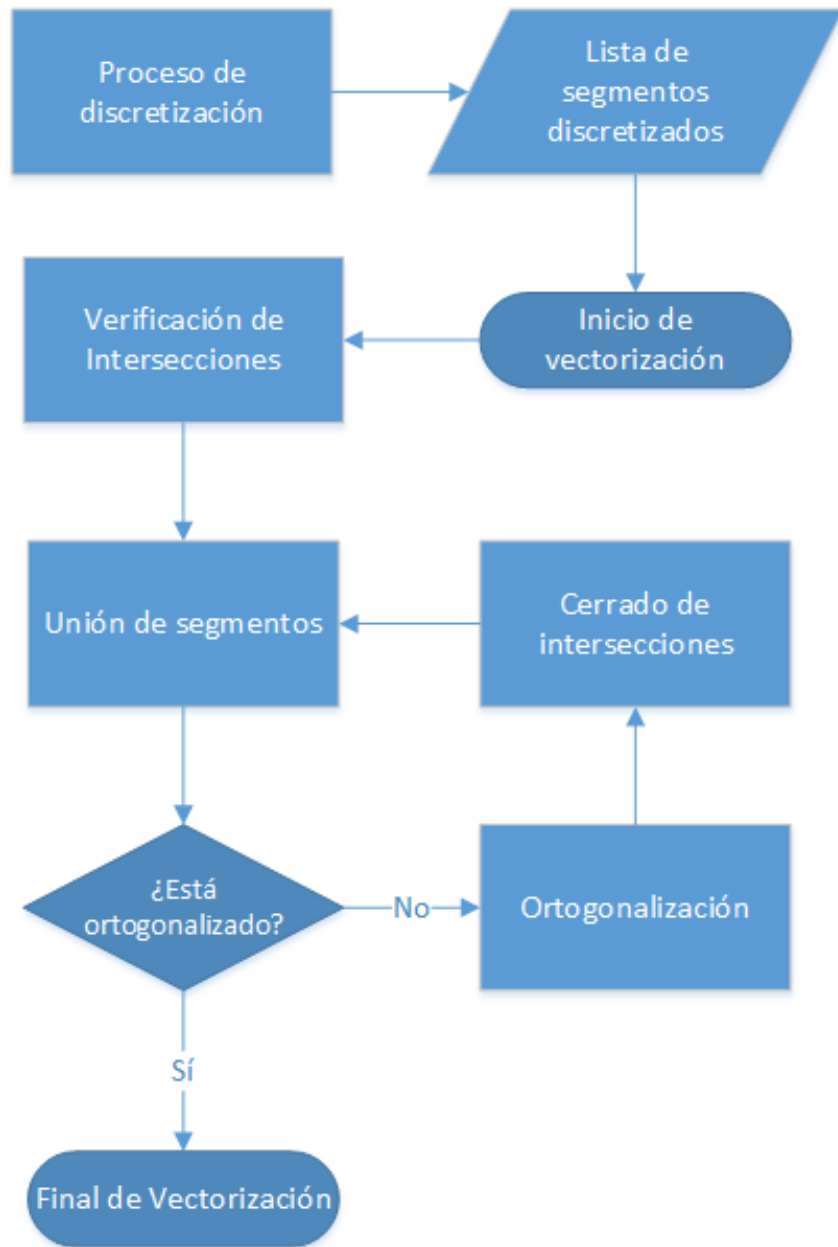 Proceso de
discretización
Lista de
segmentos
discretizados
Inicio de
vectorización
Verificación de
Intersecciones
Unión de segmentos
Cerrado de
intersecciones
¿Está
ortogonalizado?
No
Ortogonalización
Sí
Final de Vectorización